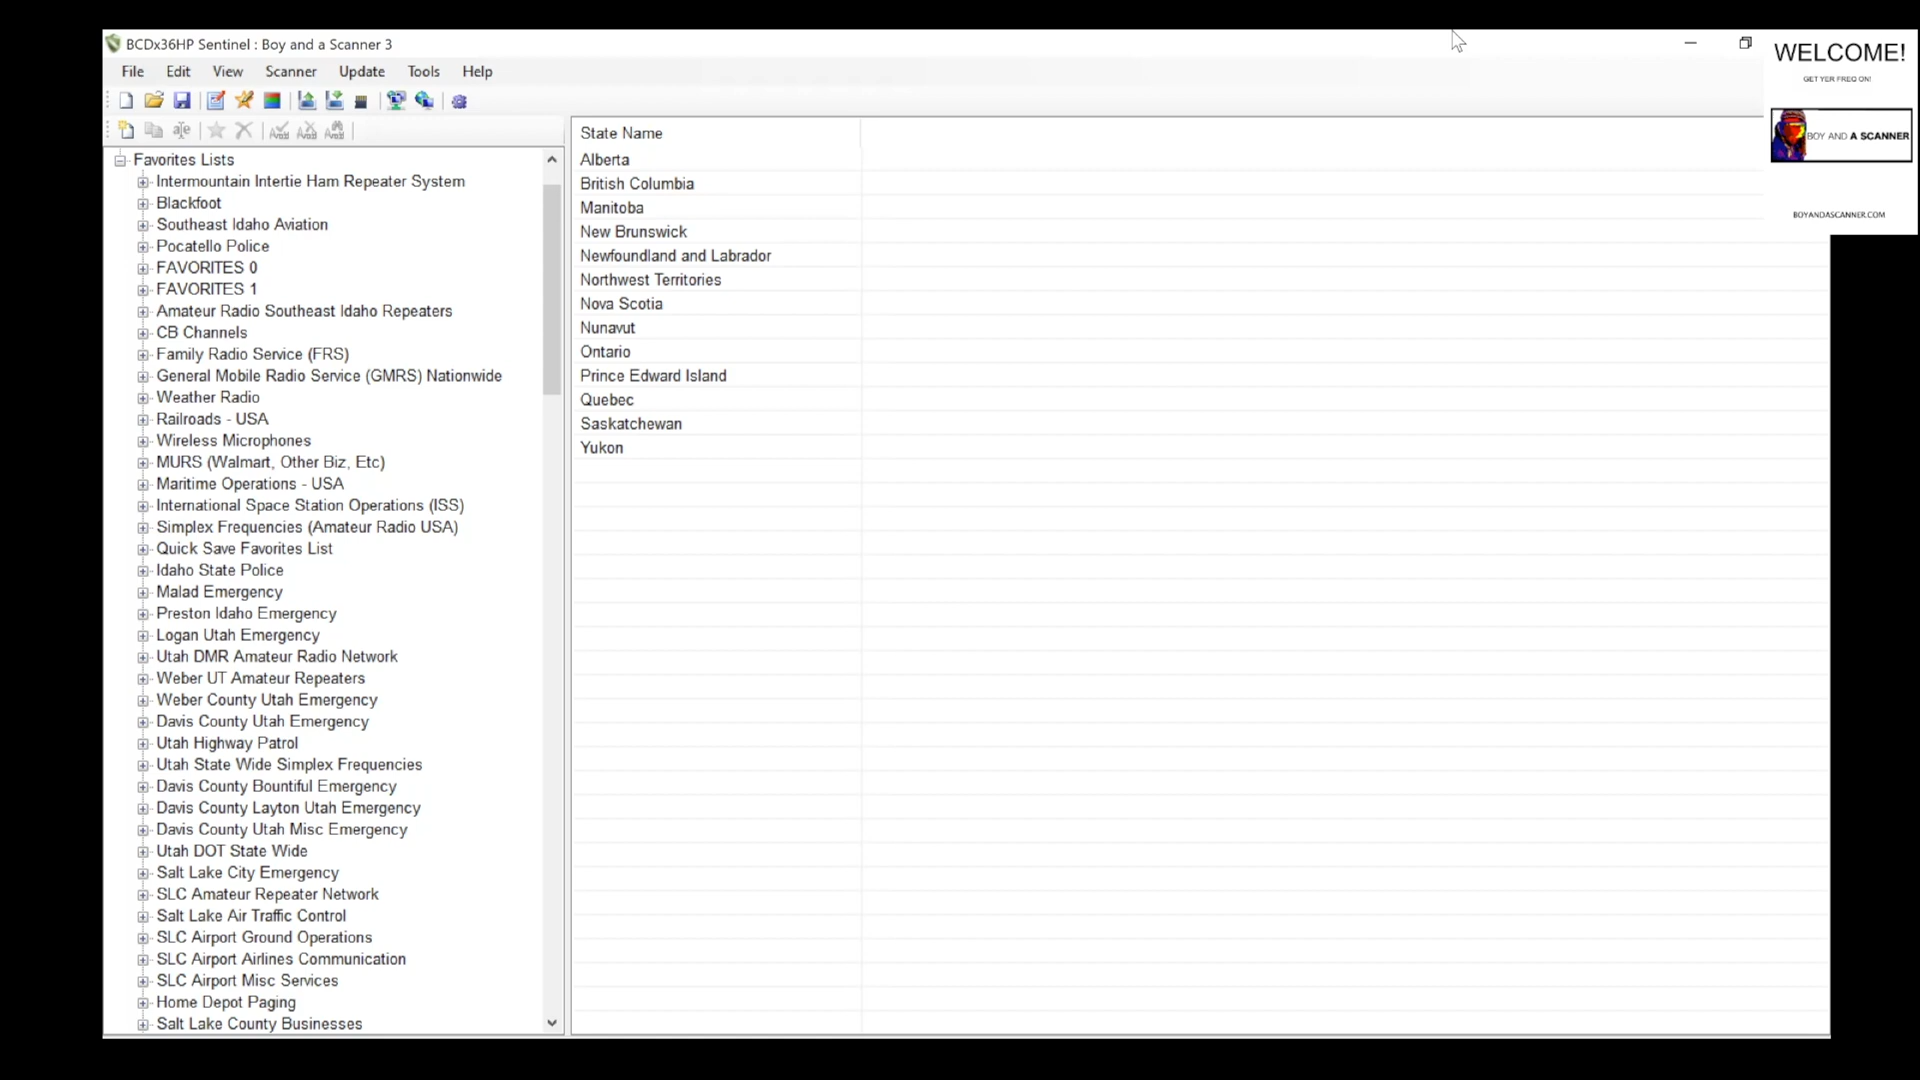 BCDx36HP Sentinel : Boy and a Scanner 3
File Edit View Scanner Update Tools Help
WELCOME!
GET YER FREQ ON!
BOY AND A SCANNER
BOYANDASCANNER.COM
Favorites Lists
Intermountain Intertie Ham Repeater System
Blackfoot
Southeast Idaho Aviation
Pocatello Police
FAVORITES 0
FAVORITES 1
Amateur Radio Southeast Idaho Repeaters
CB Channels
Family Radio Service (FRS)
General Mobile Radio Service (GMRS) Nationwide
Weather Radio
Railroads - USA
Wireless Microphones
MURS (Walmart, Other Biz, Etc)
Maritime Operations - USA
International Space Station Operations (ISS)
Simplex Frequencies (Amateur Radio USA)
Quick Save Favorites List
Idaho State Police
Malad Emergency
Preston Idaho Emergency
Logan Utah Emergency
Utah DMR Amateur Radio Network
Weber UT Amateur Repeaters
Weber County Utah Emergency
Davis County Utah Emergency
Utah Highway Patrol
Utah State Wide Simplex Frequencies
Davis County Bountiful Emergency
Davis County Layton Utah Emergency
Davis County Utah Misc Emergency
Utah DOT State Wide
Salt Lake City Emergency
SLC Amateur Repeater Network
Salt Lake Air Traffic Control
SLC Airport Ground Operations
SLC Airport Airlines Communication
SLC Airport Misc Services
Home Depot Paging
Salt Lake County Businesses
State Name
Alberta
British Columbia
Manitoba
New Brunswick
Newfoundland and Labrador
Northwest Territories
Nova Scotia
Nunavut
Ontario
Prince Edward Island
Quebec
Saskatchewan
Yukon